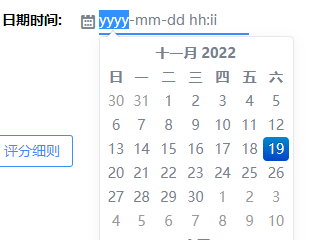 日期时间: yyyy-mm-dd hh:ii
十一月 2022
日 一 二 三 四 五 六
30 31 1 2 3 4 5
6 7 8 9 10 11 12
13 14 15 16 17 18 19
评分细则
20 21 22 23 24 25 26
27 28 29 30 1 2 3
4 5 6 7 8 9 10